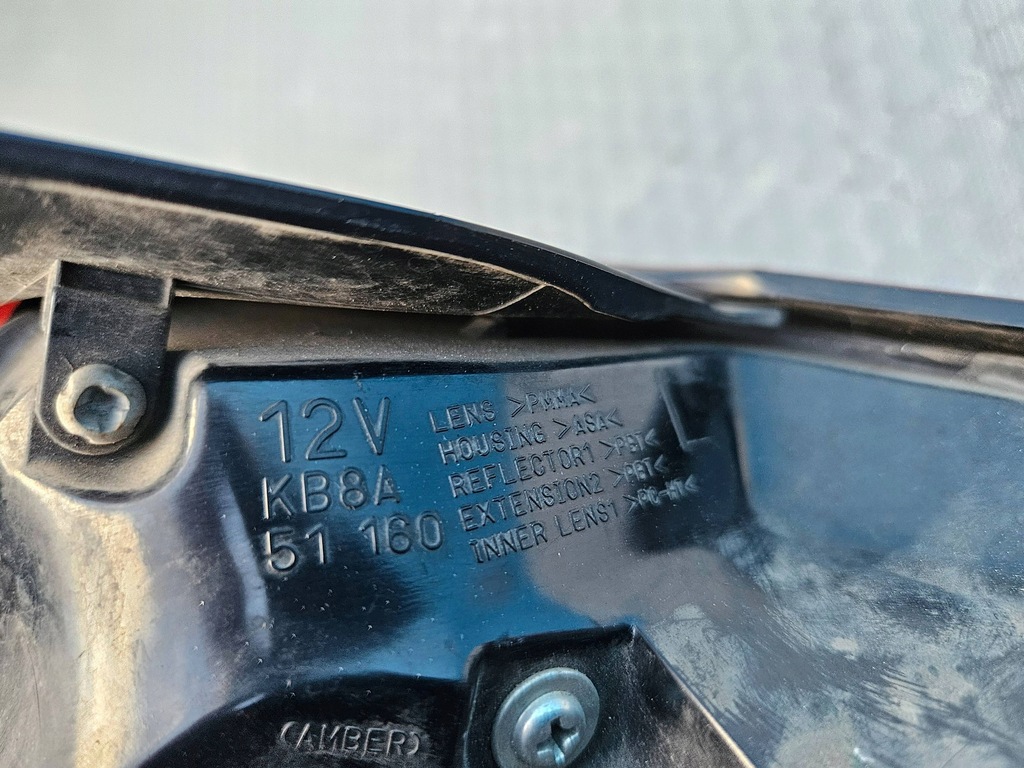 12V
KB8A
51 160
LENS >PMMA<
HOUSING >ASA<
REFLECTOR1 >PBT<
EXTENSION2 >PBT<
INNER LENS1 >PC-HT<
L
(AMBER)